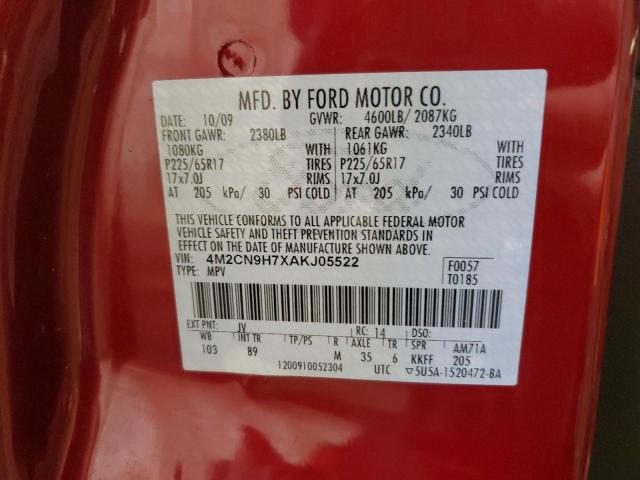 MFD. BY FORD MOTOR CO.
DATE: 10/09 GVWR: 4600LB/ 2087KG
FRONT GAWR: 2380LB REAR GAWR: 2340LB
1080KG WITH 1061KG WITH
P225/65R17 TIRES P225/65R17 TIRES
17x7.0J RIMS 17x7.0J RIMS
AT 205 kPa/ 30 PSI COLD AT 205 kPa/ 30 PSI COLD
THIS VEHICLE CONFORMS TO ALL APPLICABLE FEDERAL MOTOR
VEHICLE SAFETY AND THEFT PREVENTION STANDARDS IN
EFFECT ON THE DATE OF MANUFACTURE SHOWN ABOVE.
VIN: 4M2CN9H7XAKJ05522 F0057
TYPE: MPV T0185
EXT PNT: JV RC: 14 DSO:
WB INT TR TP/PS R AXLE TR SPR AM71A
103 89 M 35 6 KKFF 205
1200910052304 UTC ▽5U5A-1520472-BA